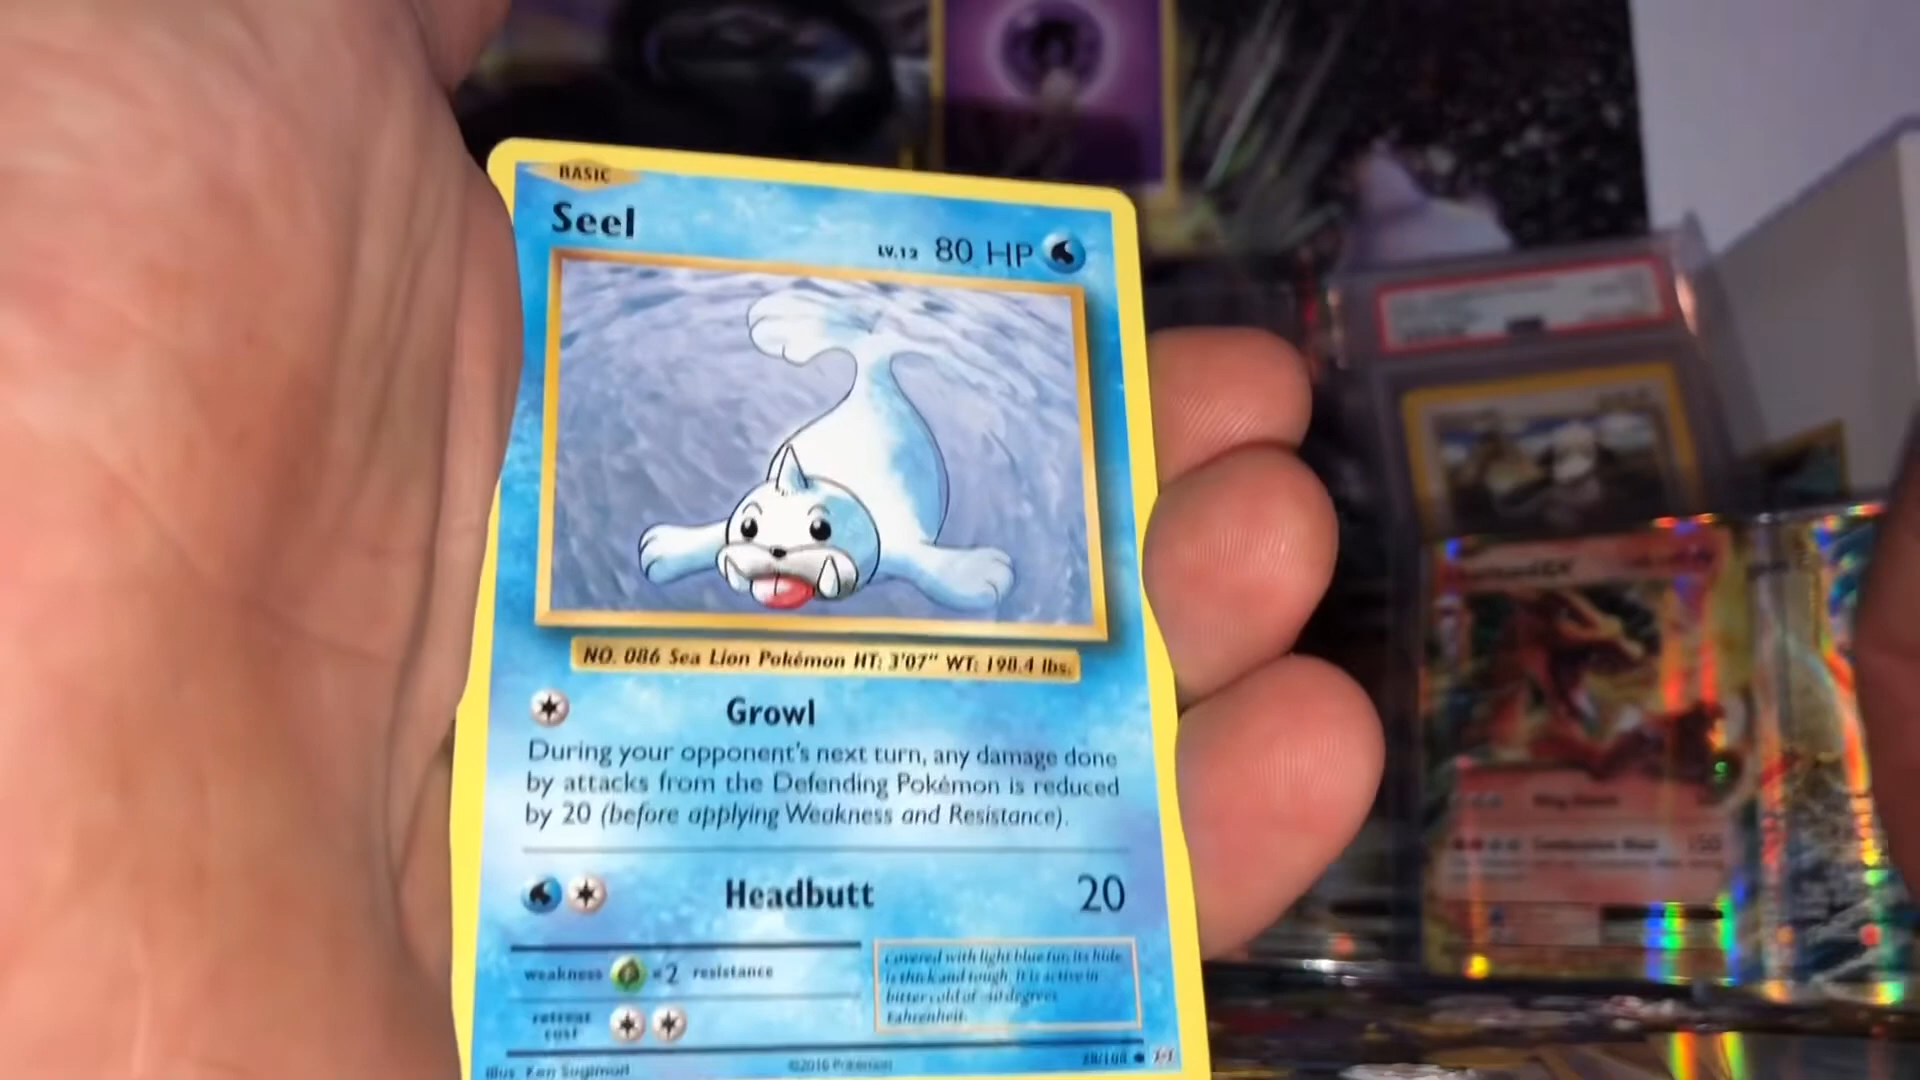 BASIC
Seel
LV.12 80 HP
NO. 086 Sea Lion Pokémon HT: 3'07" WT: 198.4 lbs.
Growl
During your opponent's next turn, any damage done
by attacks from the Defending Pokémon is reduced
by 20 (before applying Weakness and Resistance).
Headbutt 20
weakness ×2 resistance
Covered with light blue fur, its hide
is thick and tough. It is active in
bitter cold of -40 degrees
Fahrenheit.
retreat
cost
Illus. Ken Sugimori ©2016 Pokémon 28/108
150